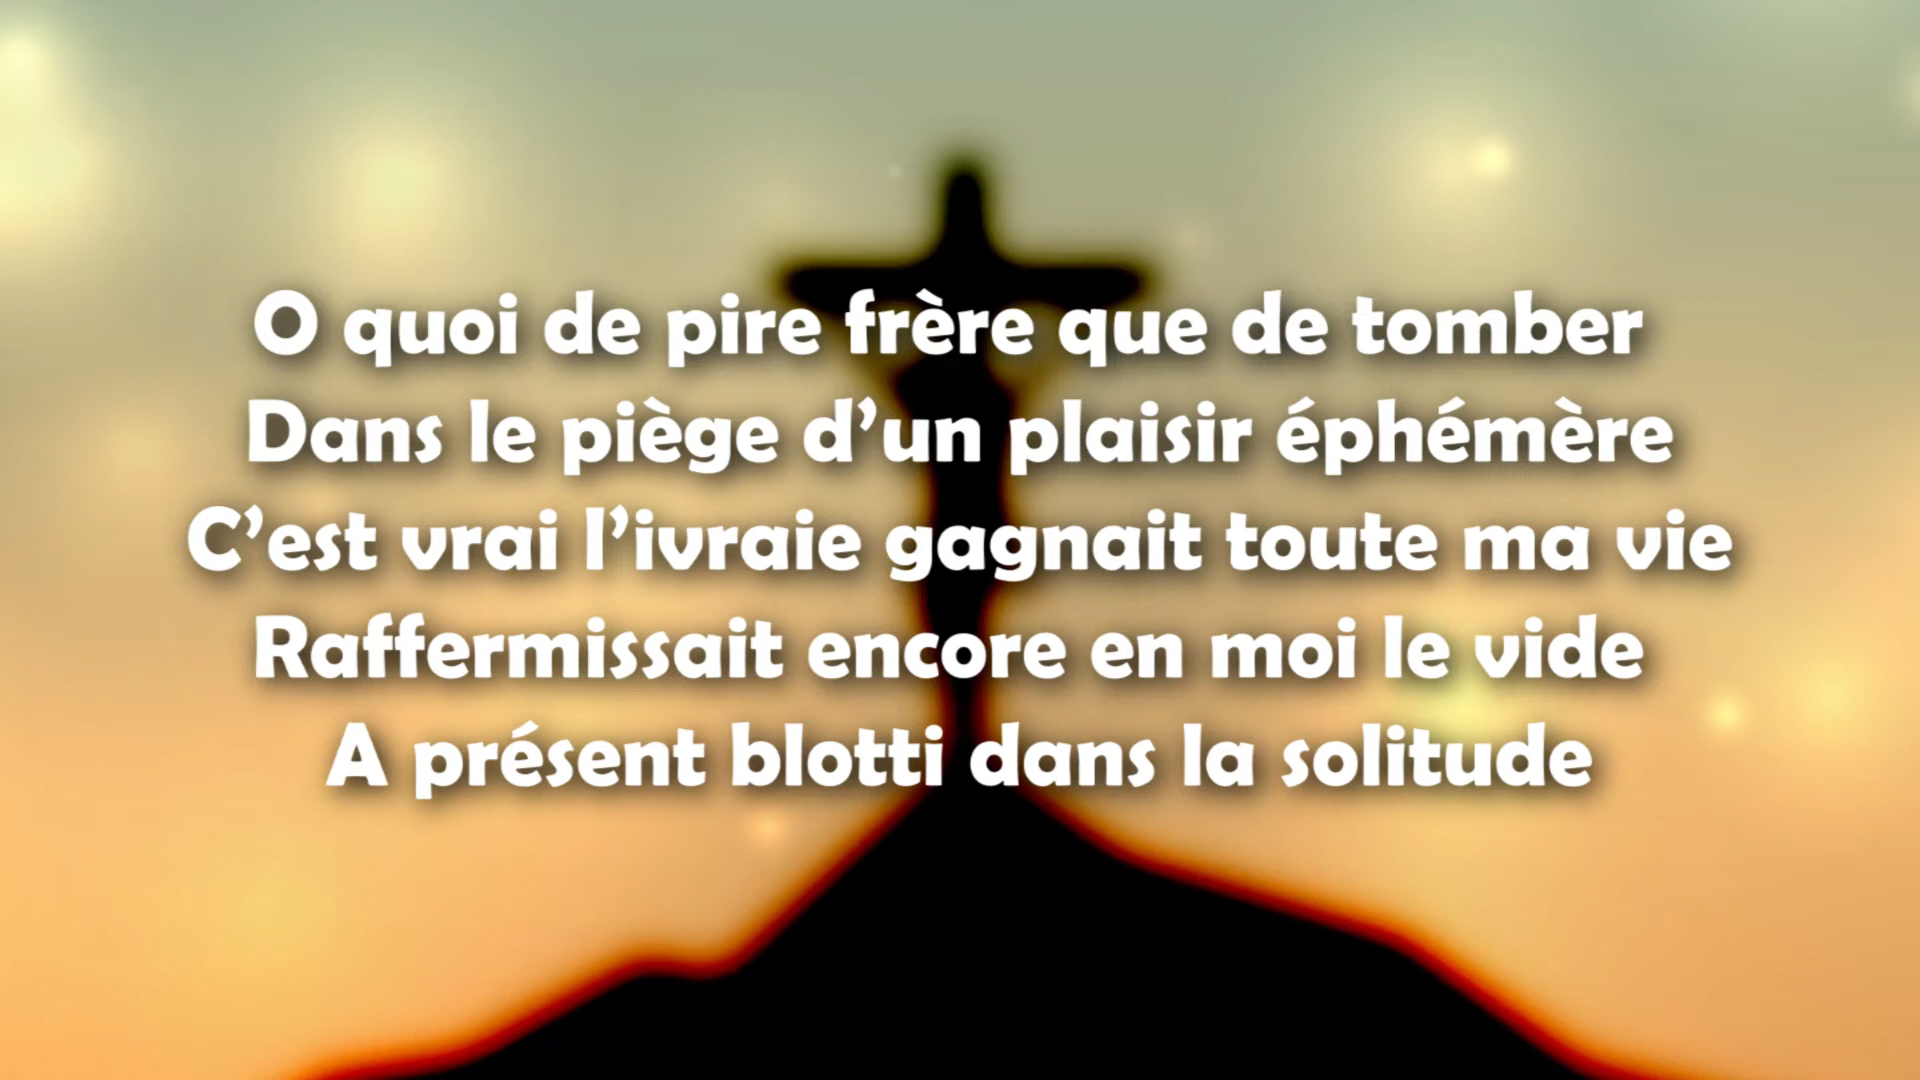 O quoi de pire frère que de tomber
Dans le piège d’un plaisir éphémère
C’est vrai l’ivraie gagnait toute ma vie
Raffermissait encore en moi le vide
A présent blotti dans la solitude